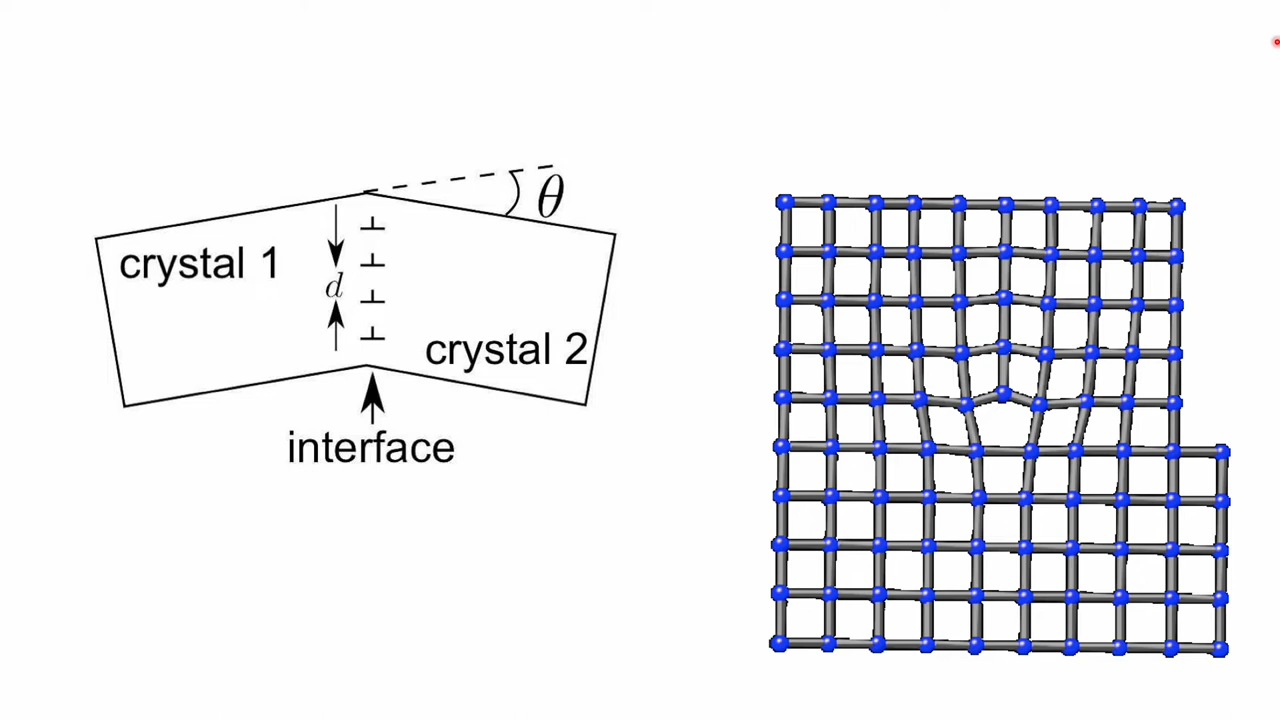 θ
crystal 1
d
crystal 2
interface